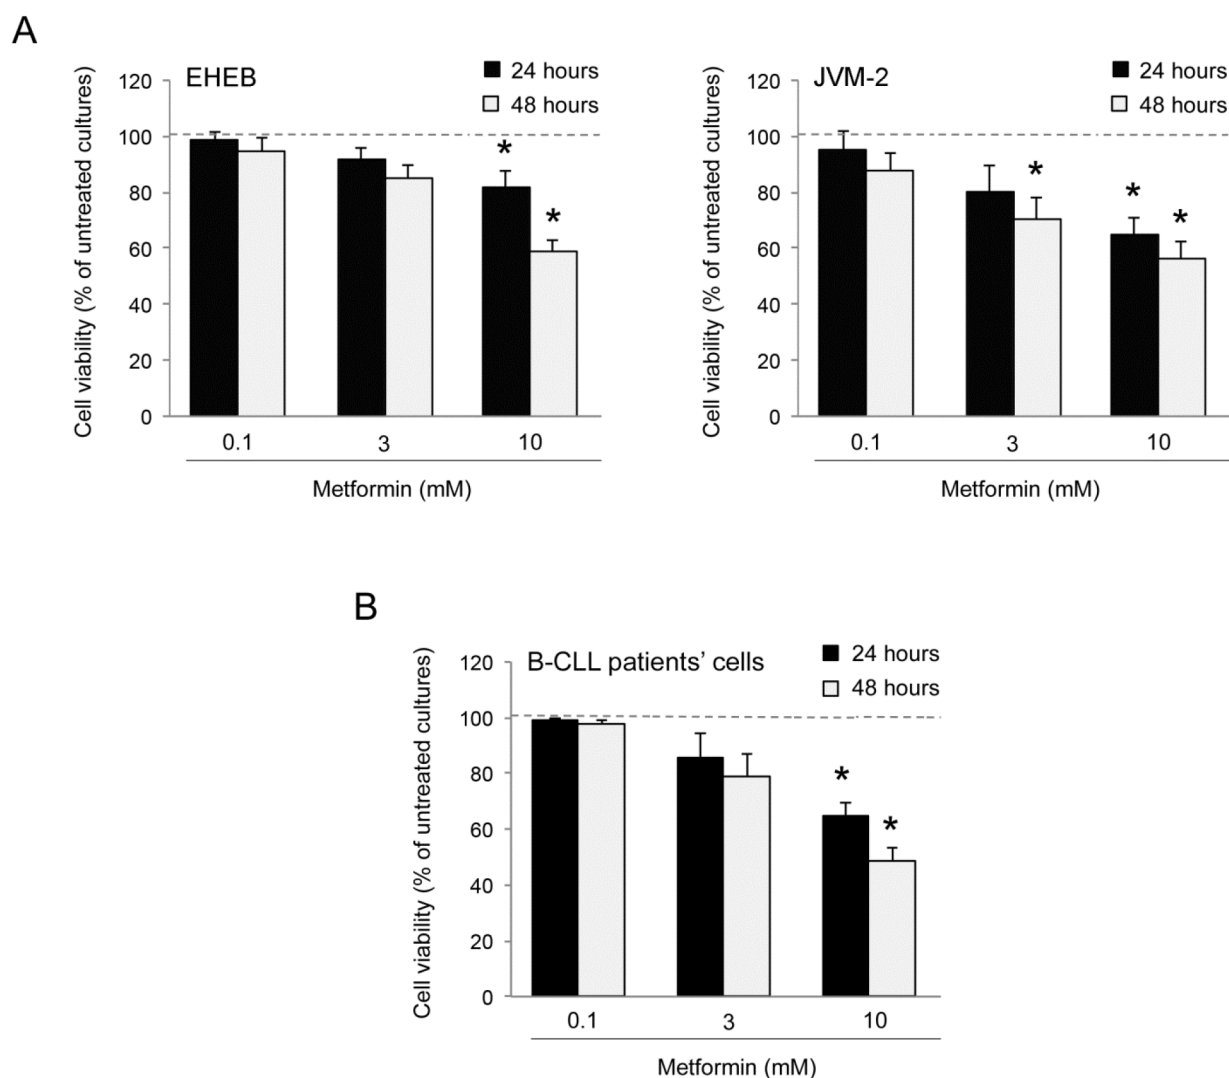 A
EHEB
24 hours
48 hours
Cell viability (% of untreated cultures)
120
100
80
60
40
20
0
*
*
0.1 3 10
Metformin (mM)
JVM-2
24 hours
48 hours
Cell viability (% of untreated cultures)
120
100
80
60
40
20
0
*
*
*
0.1 3 10
Metformin (mM)
B
B-CLL patients’ cells
24 hours
48 hours
Cell viability (% of untreated cultures)
120
100
80
60
40
20
0
*
*
0.1 3 10
Metformin (mM)